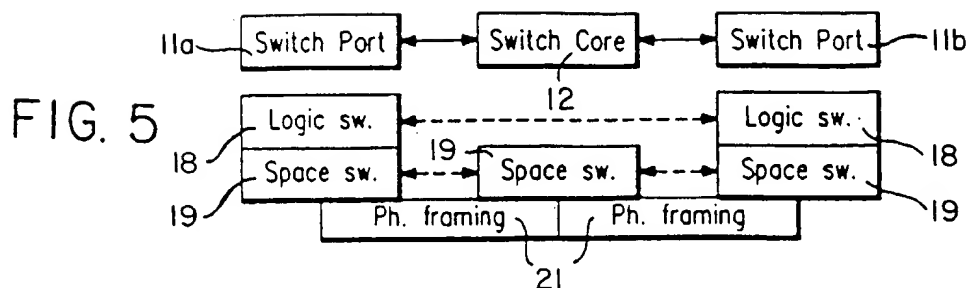 11a Switch Port Switch Core Switch Port 11b
12
FIG. 5
Logic sw. Logic sw.
18 19 18
Space sw. Space sw. Space sw.
19 19
Ph. framing Ph. framing
21